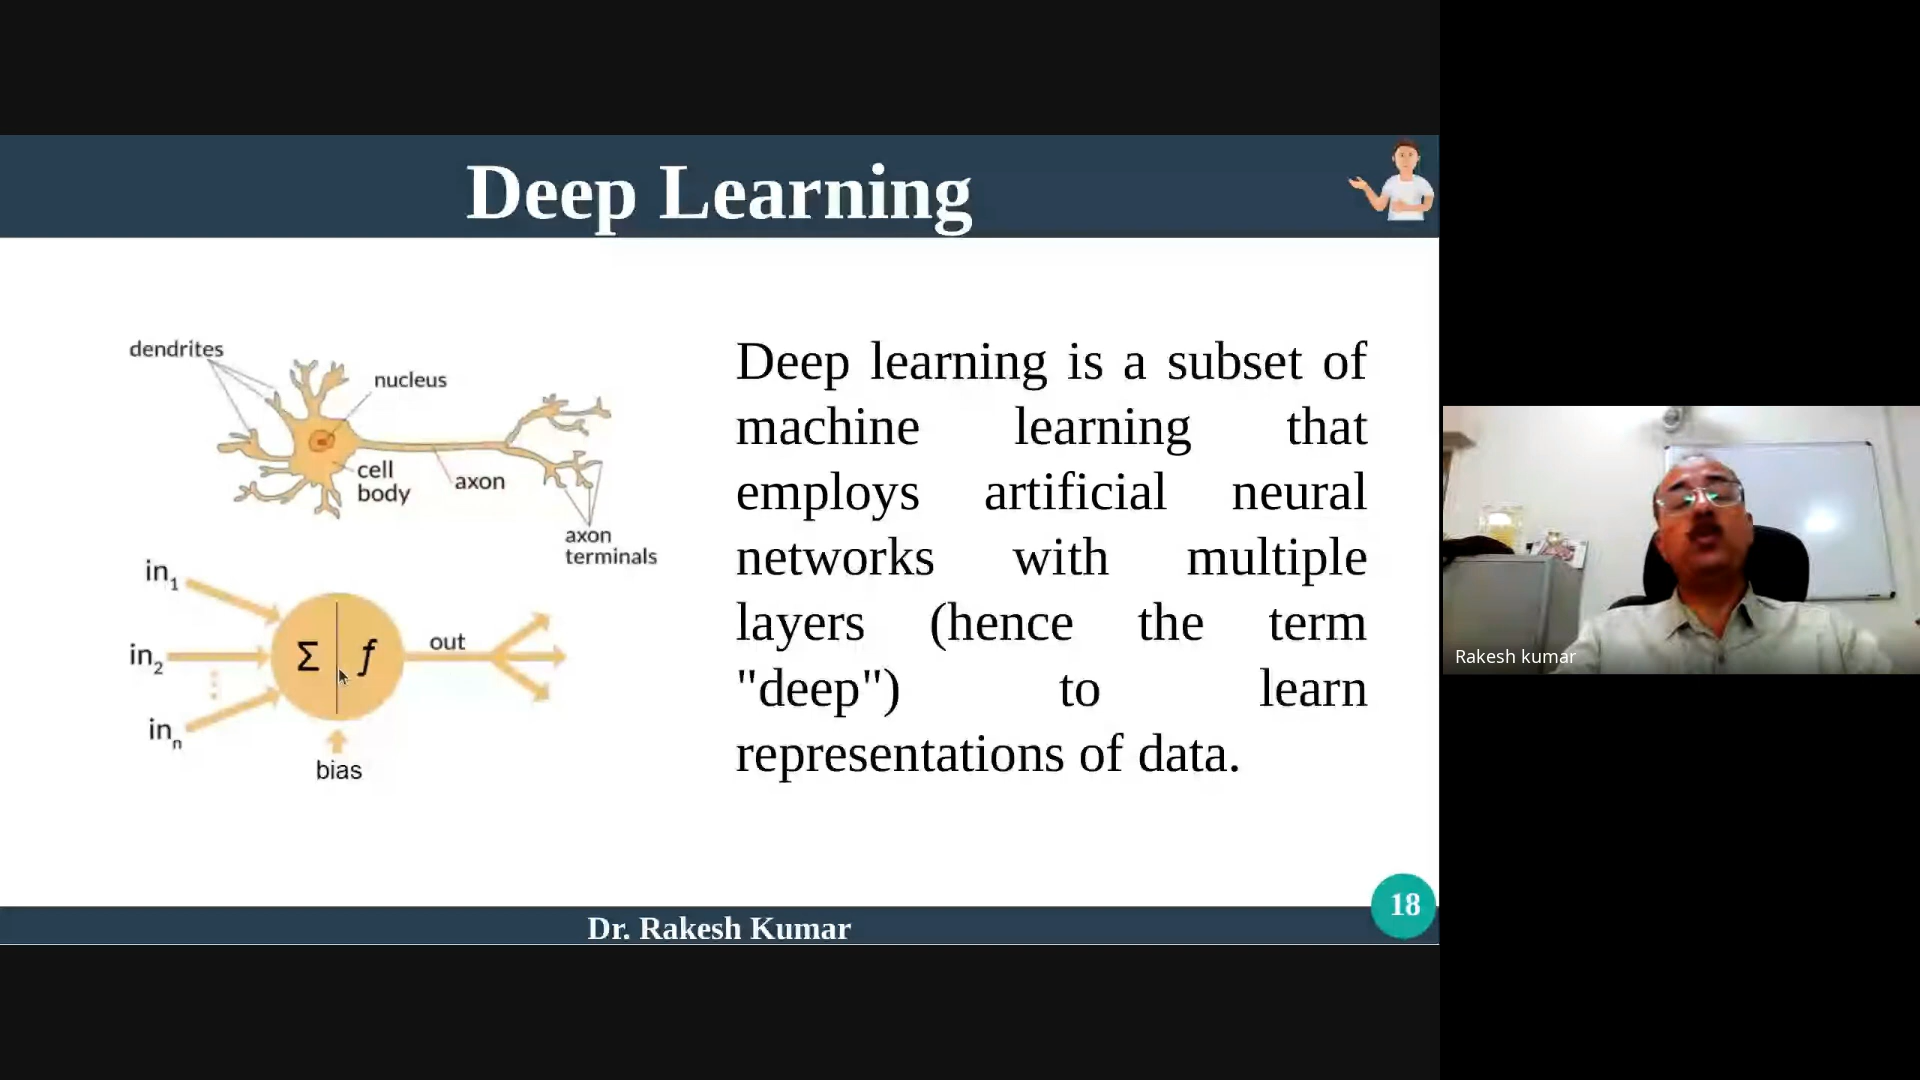 Deep Learning
dendrites
nucleus
cell
body
axon
axon
terminals
in1
in2
inn
Σ
f
out
bias
Deep learning is a subset of
machine learning that
employs artificial neural
networks with multiple
layers (hence the term
"deep") to learn
representations of data.
18
Dr. Rakesh Kumar
Rakesh kumar